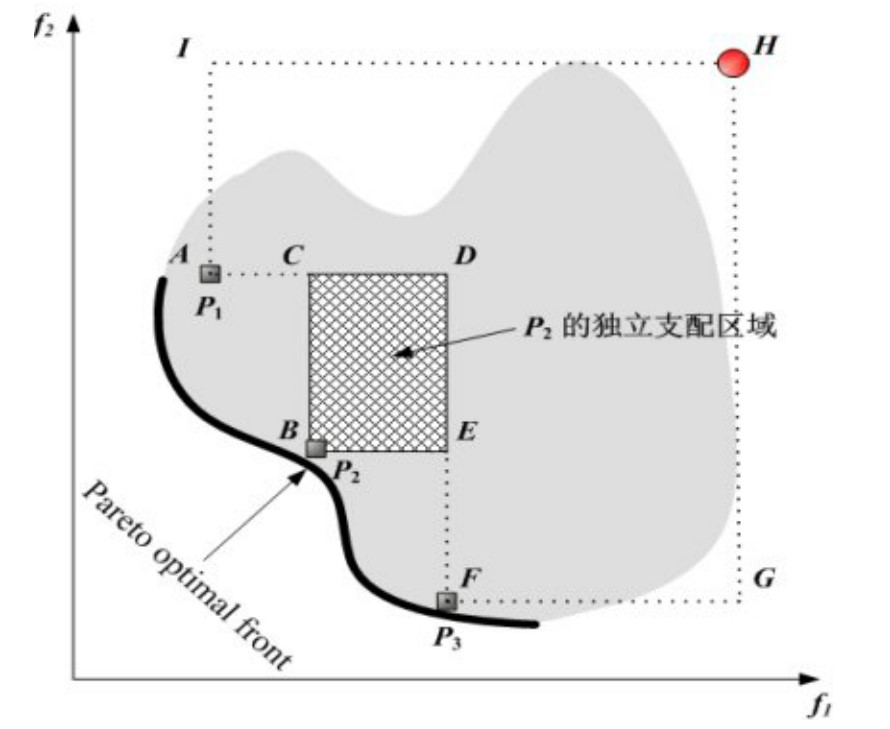 f₂
I
H
A
C
D
P₁
P₂ 的独立支配区域
B
E
P₂
Pareto optimal front
F
G
P₃
f₁